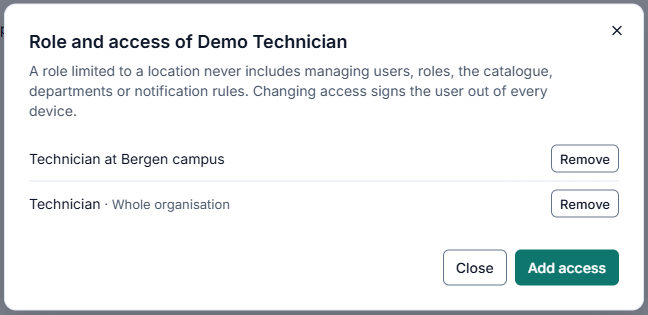 Role and access of Demo Technician
A role limited to a location never includes managing users, roles, the catalogue,
departments or notification rules. Changing access signs the user out of every
device.
Technician at Bergen campus
Remove
Technician · Whole organisation
Remove
Close
Add access